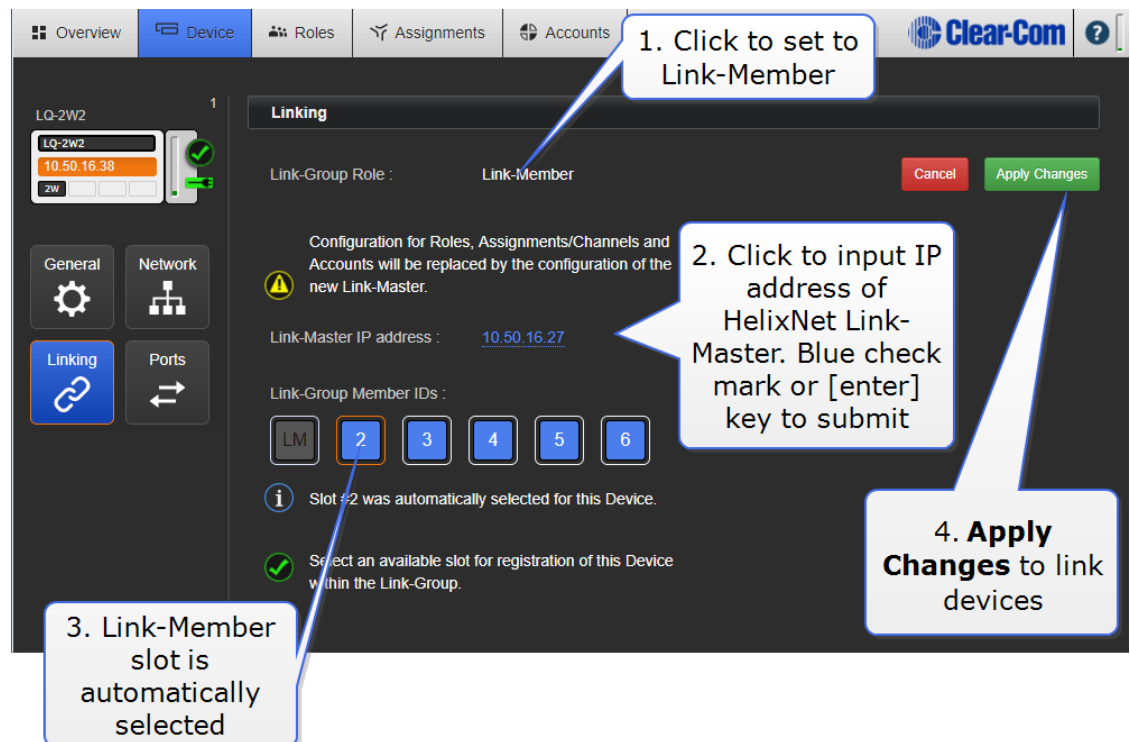 Overview
Device
Roles
Assignments
Accounts
Clear-Com
?
1. Click to set to
Link-Member
LQ-2W2
1
LQ-2W2
10.50.16.38
2W
General
Network
Linking
Ports
Linking
Link-Group Role :
Link-Member
Cancel
Apply Changes
Configuration for Roles, Assignments/Channels and
Accounts will be replaced by the configuration of the
new Link-Master.
2. Click to input IP
address of
HelixNet Link-
Master. Blue check
mark or [enter]
key to submit
Link-Master IP address :
10.50.16.27
Link-Group Member IDs :
LM
2
3
4
5
6
Slot #2 was automatically selected for this Device.
Select an available slot for registration of this Device
within the Link-Group.
3. Link-Member
slot is
automatically
selected
4. Apply
Changes to link
devices